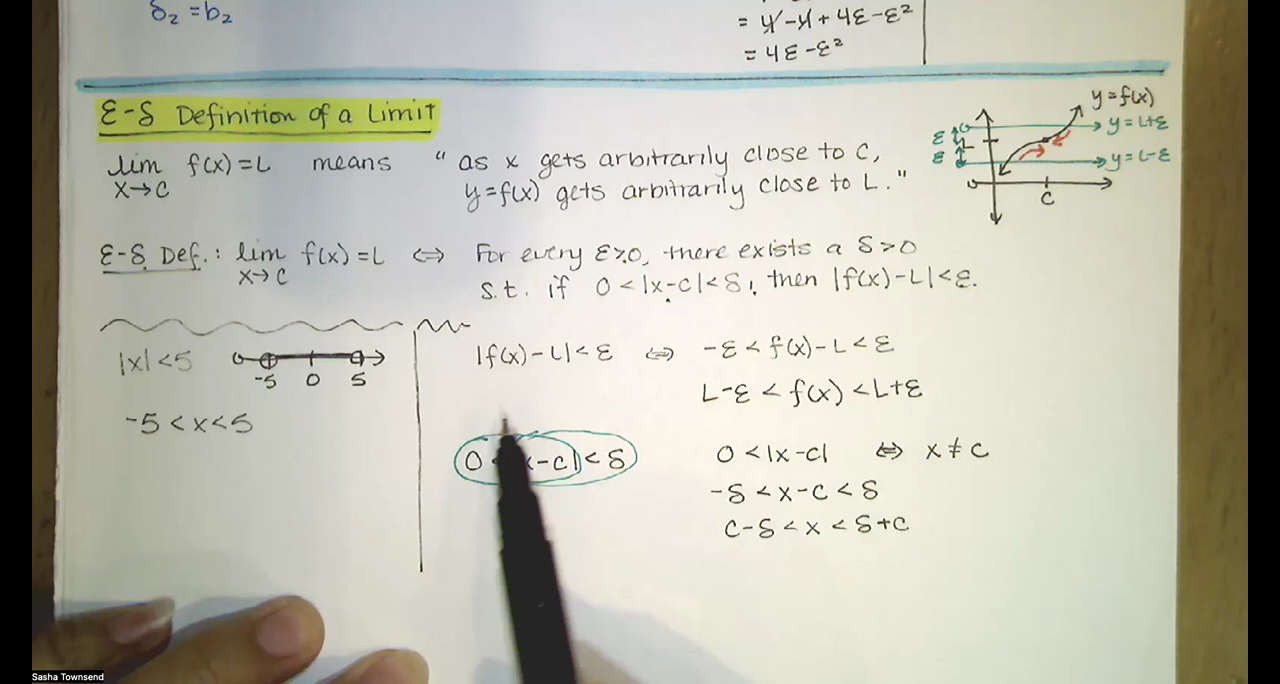 δ₂ = b₂
= 4 - 4 + 4ε - ε²
= 4ε - ε²
ε-δ Definition of a Limit
lim f(x) = L means "as x gets arbitrarily close to c,
x→c y = f(x) gets arbitrarily close to L."
y = f(x)
y = L+ε
ε
ε
y = L-ε
c
ε-δ Def.: lim f(x) = L ⇔ For every ε>0, there exists a δ>0
x→c s.t. if 0 < |x-c| < δ, then |f(x)-L| < ε.
|x| < 5
-5 0 5
-5 < x < 5
|f(x)-L| < ε ⇔ -ε < f(x)-L < ε
L-ε < f(x) < L+ε
0 < x-c| < δ
0 < |x-c| ⇔ x ≠ c
-δ < x-c < δ
c-δ < x < δ+c
Sasha Townsend